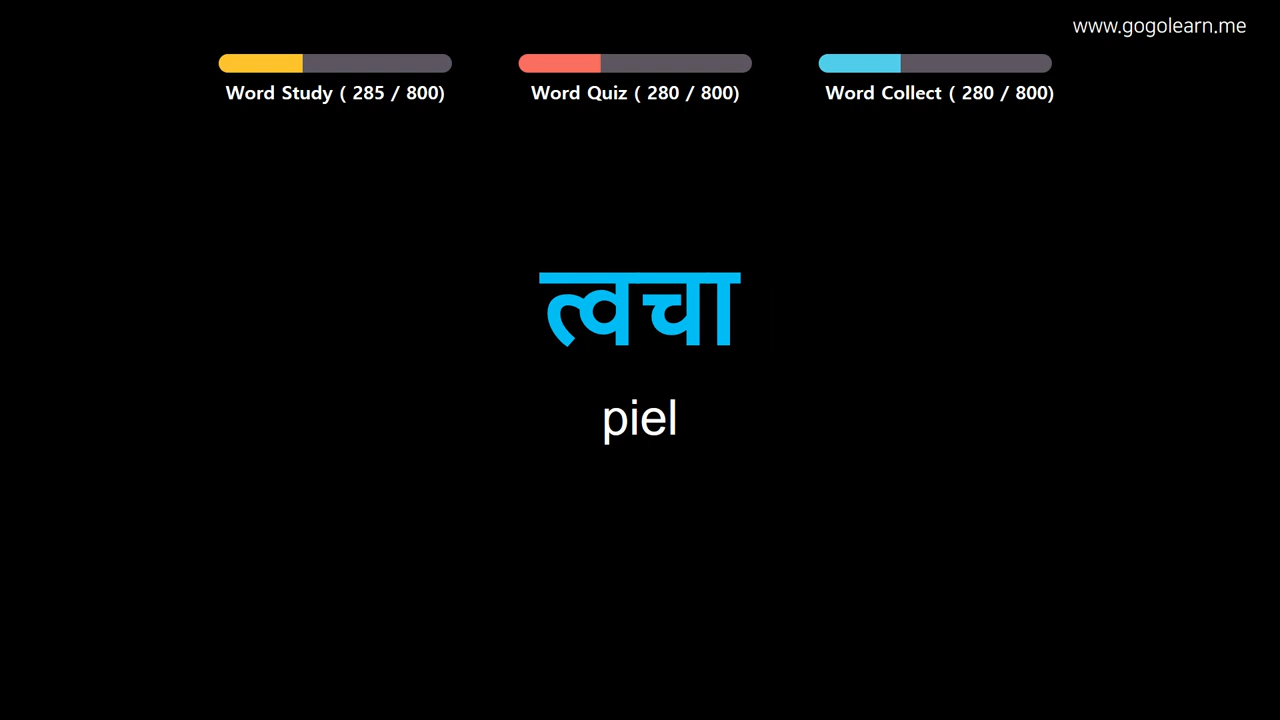 www.gogolearn.me
Word Study ( 285 / 800)
Word Quiz ( 280 / 800)
Word Collect ( 280 / 800)
त्वचा
piel